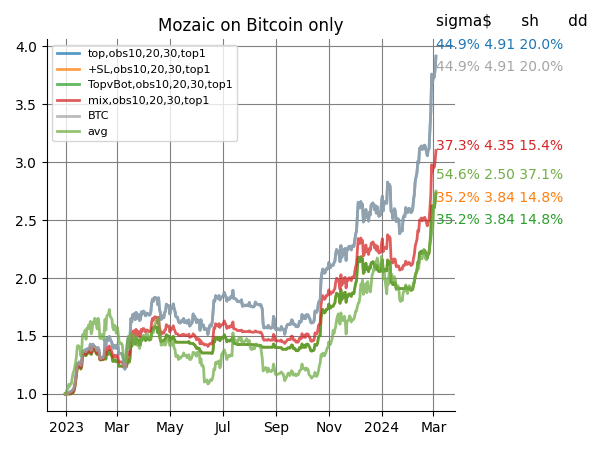 Mozaic on Bitcoin only
sigma$ sh dd
top,obs10,20,30,top1
+SL,obs10,20,30,top1
TopvBot,obs10,20,30,top1
mix,obs10,20,30,top1
BTC
avg
44.9% 4.91 20.0%
44.9% 4.91 20.0%
37.3% 4.35 15.4%
54.6% 2.50 37.1%
35.2% 3.84 14.8%
35.2% 3.84 14.8%
4.0
3.5
3.0
2.5
2.0
1.5
1.0
2023 Mar May Jul Sep Nov 2024 Mar